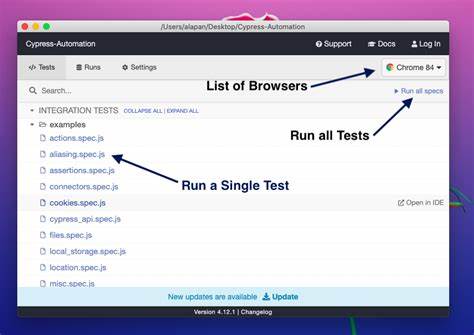 /Users/alapan/Desktop/Cypress-Automation
Cypress-Automation Support Docs Log In
</> Tests Runs Settings Chrome 84
List of Browsers
Search... Run all specs
INTEGRATION TESTS COLLAPSE ALL | EXPAND ALL
Run all Tests
examples
actions.spec.js
aliasing.spec.js
assertions.spec.js
Run a Single Test
connectors.spec.js
cookies.spec.js Open in IDE
cypress_api.spec.js
files.spec.js
local_storage.spec.js
location.spec.js
misc.spec.js
New updates are available Update
Version 4.12.1 | Changelog